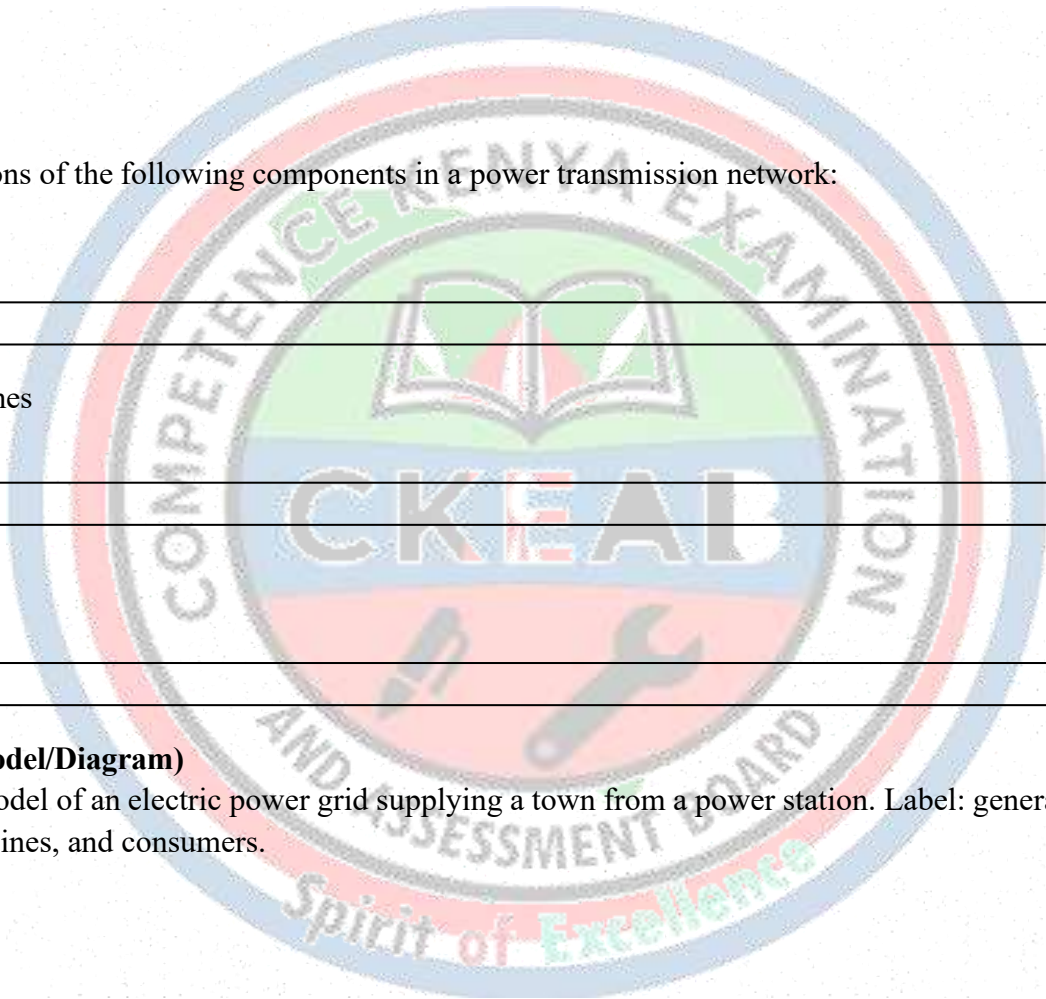 ons of the following components in a power transmission network:
nes
odel/Diagram)
odel of an electric power grid supplying a town from a power station. Label: genera
ines, and consumers.
COMPETENCE KENYA EXAMINATION
CKEAB
AND ASSESSMENT BOARD
Spirit of Excellence